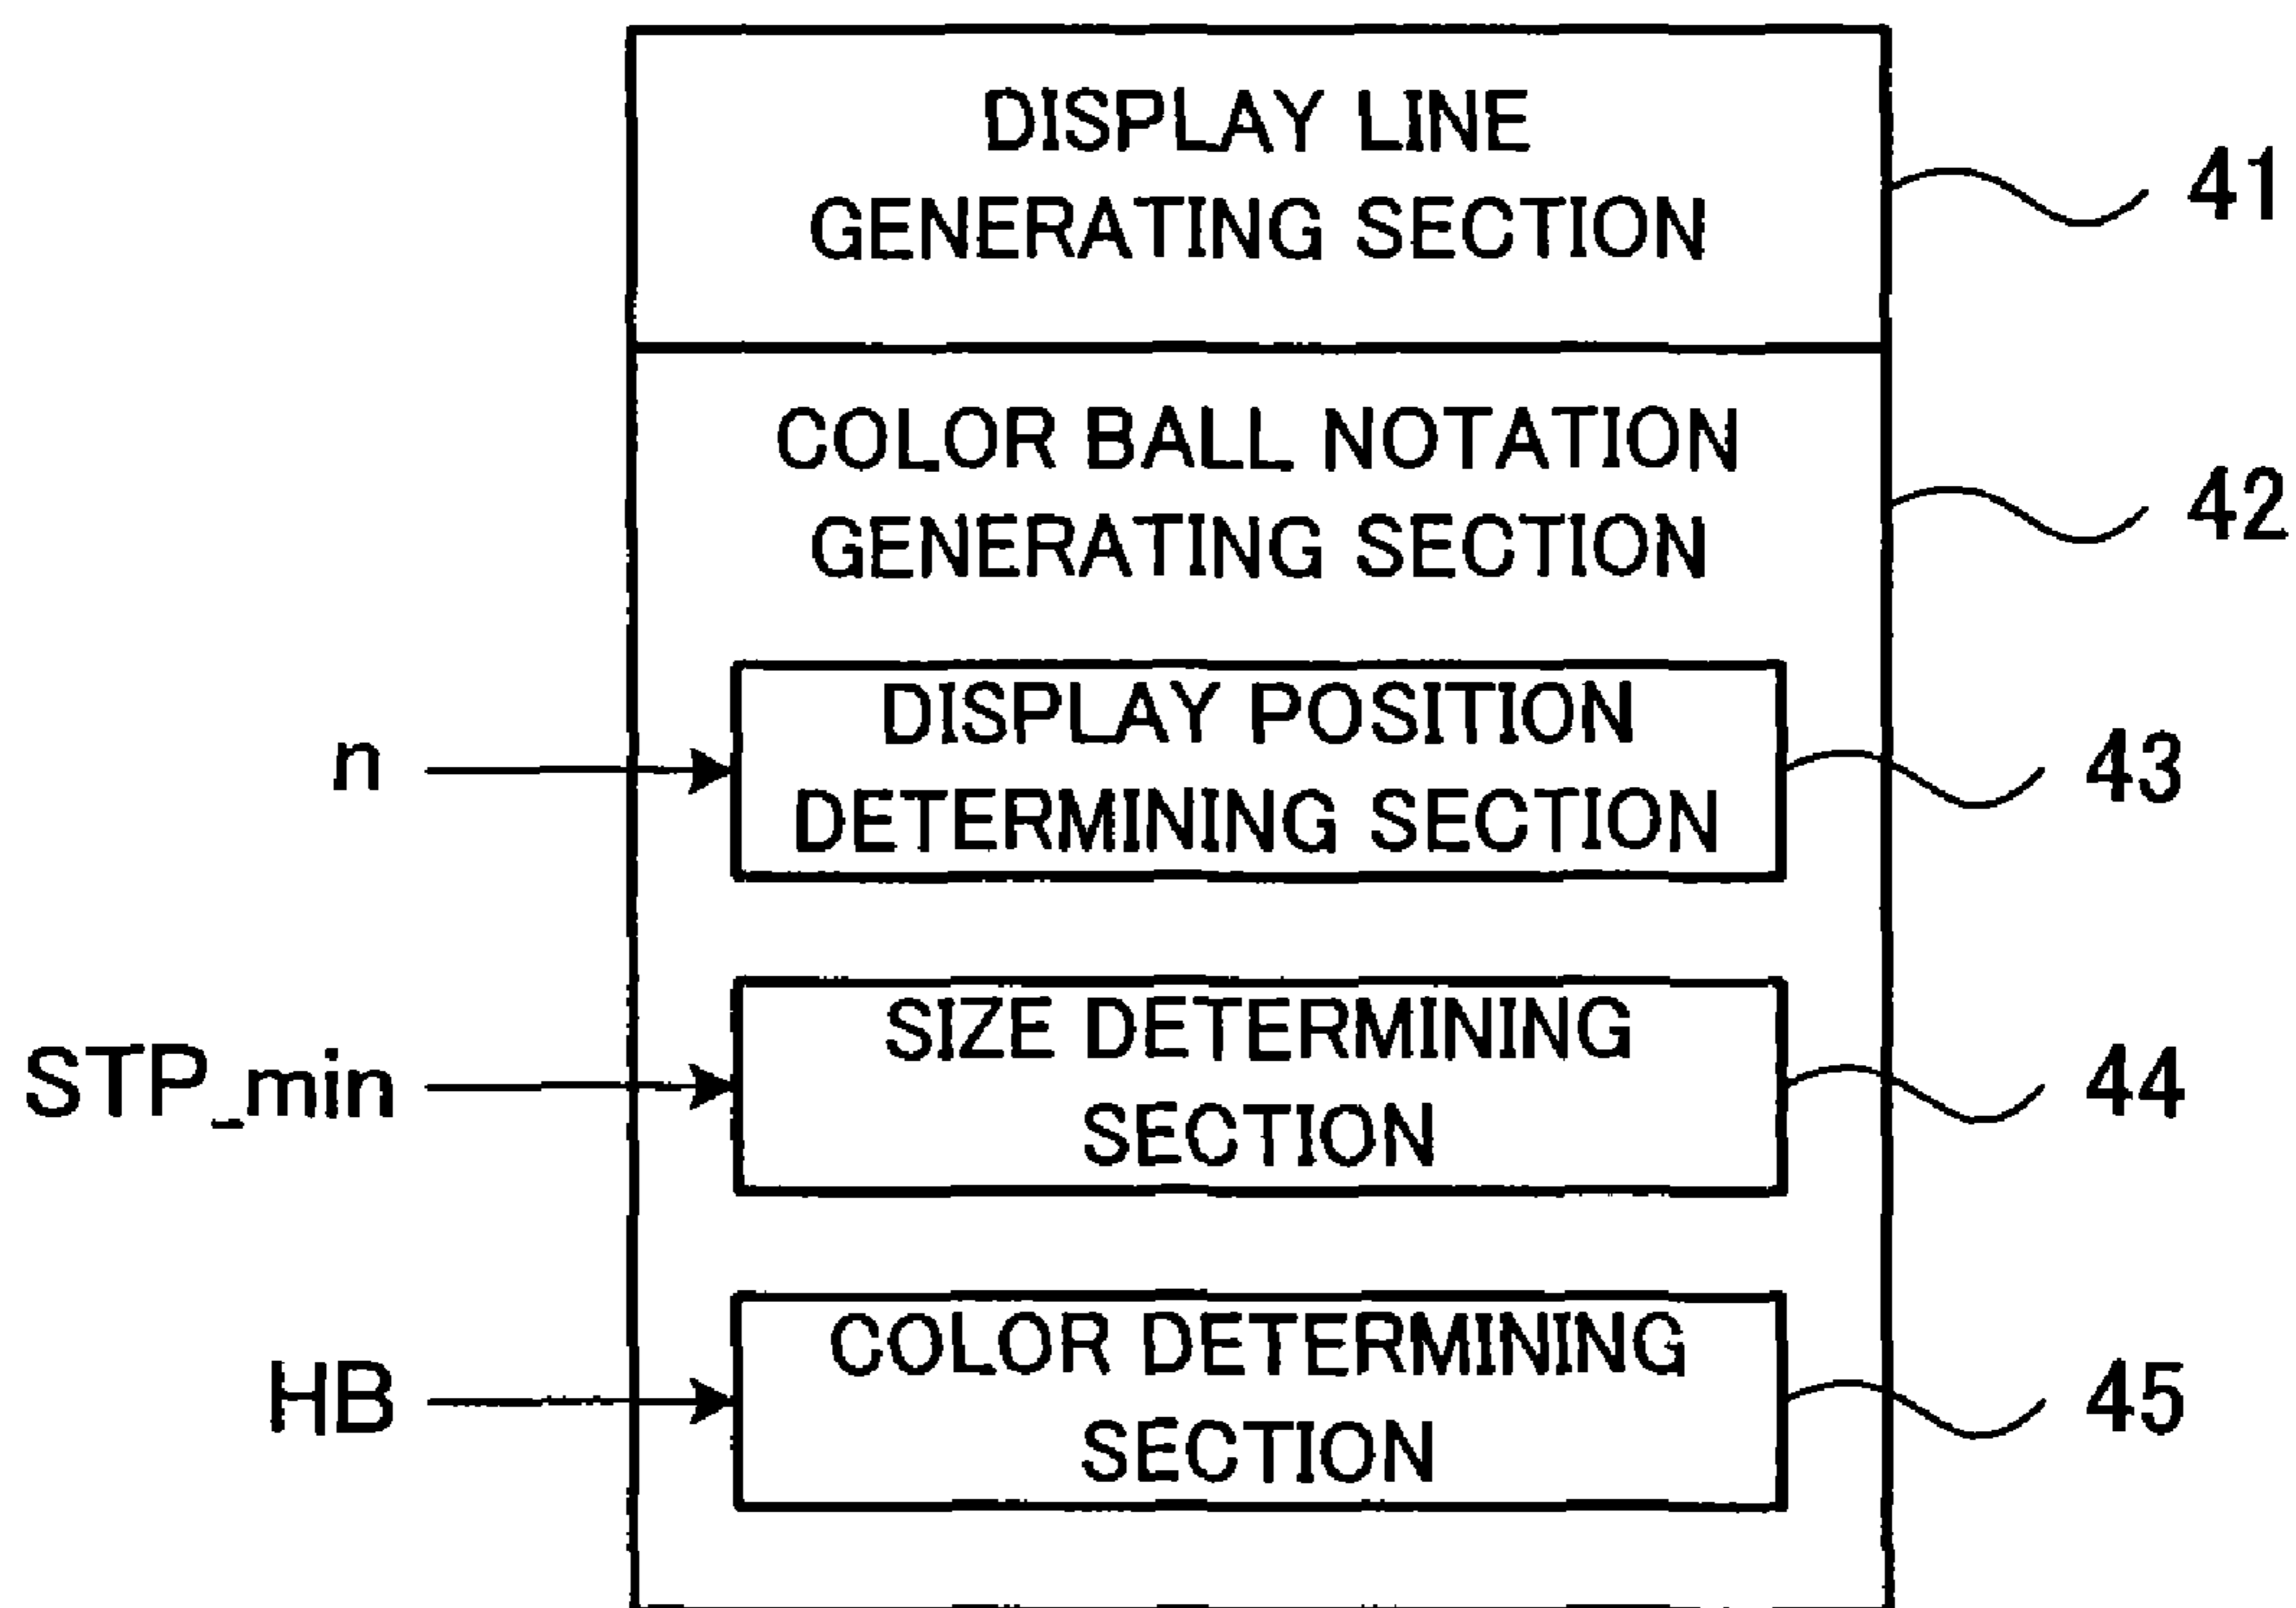 DISPLAY LINE
GENERATING SECTION
41
COLOR BALL NOTATION
GENERATING SECTION
42
n
DISPLAY POSITION
DETERMINING SECTION
43
STP_min
SIZE DETERMINING
SECTION
44
HB
COLOR DETERMINING
SECTION
45